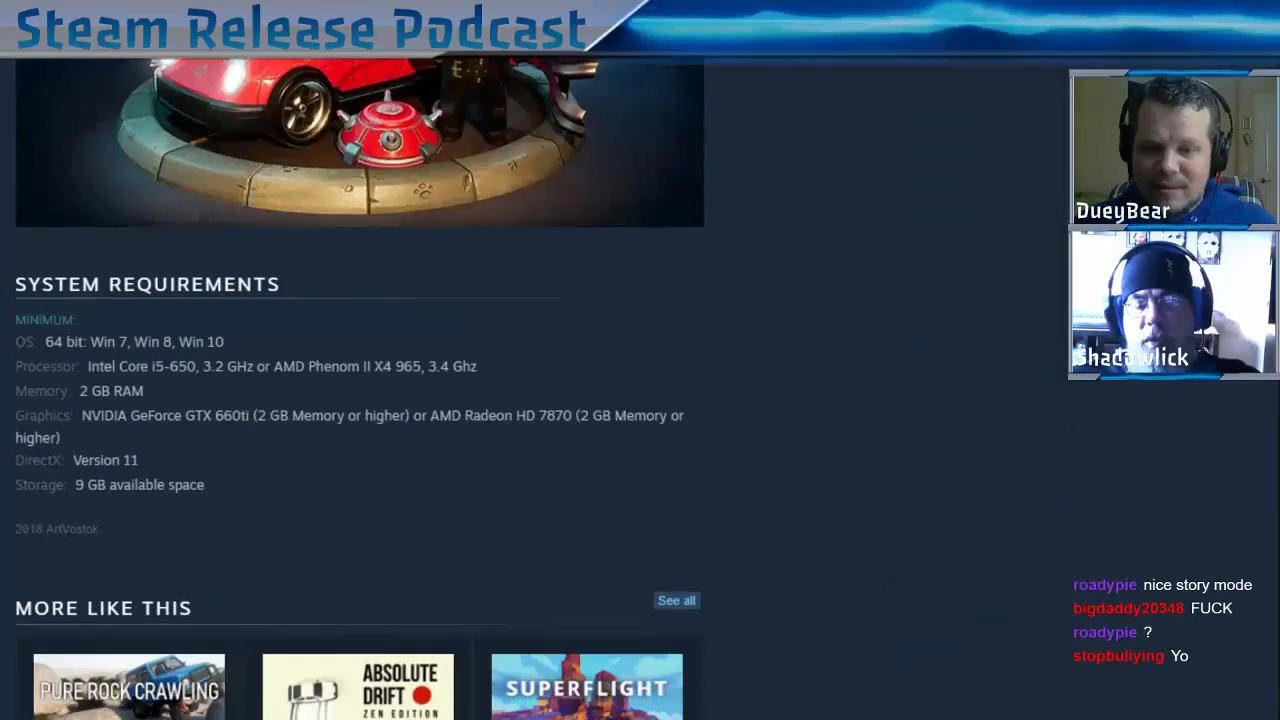 Steam Release Podcast
DueyBear
Shadowlick
SYSTEM REQUIREMENTS
MINIMUM:
OS: 64 bit: Win 7, Win 8, Win 10
Processor: Intel Core i5-650, 3.2 GHz or AMD Phenom II X4 965, 3.4 Ghz
Memory: 2 GB RAM
Graphics: NVIDIA GeForce GTX 660ti (2 GB Memory or higher) or AMD Radeon HD 7870 (2 GB Memory or
higher)
DirectX: Version 11
Storage: 9 GB available space
2018 ArtVostok
MORE LIKE THIS
See all
PURE ROCK CRAWLING
ABSOLUTE
DRIFT
ZEN EDITION
SUPERFLIGHT
roadypie nice story mode
bigdaddy20348 FUCK
roadypie ?
stopbuliying Yo